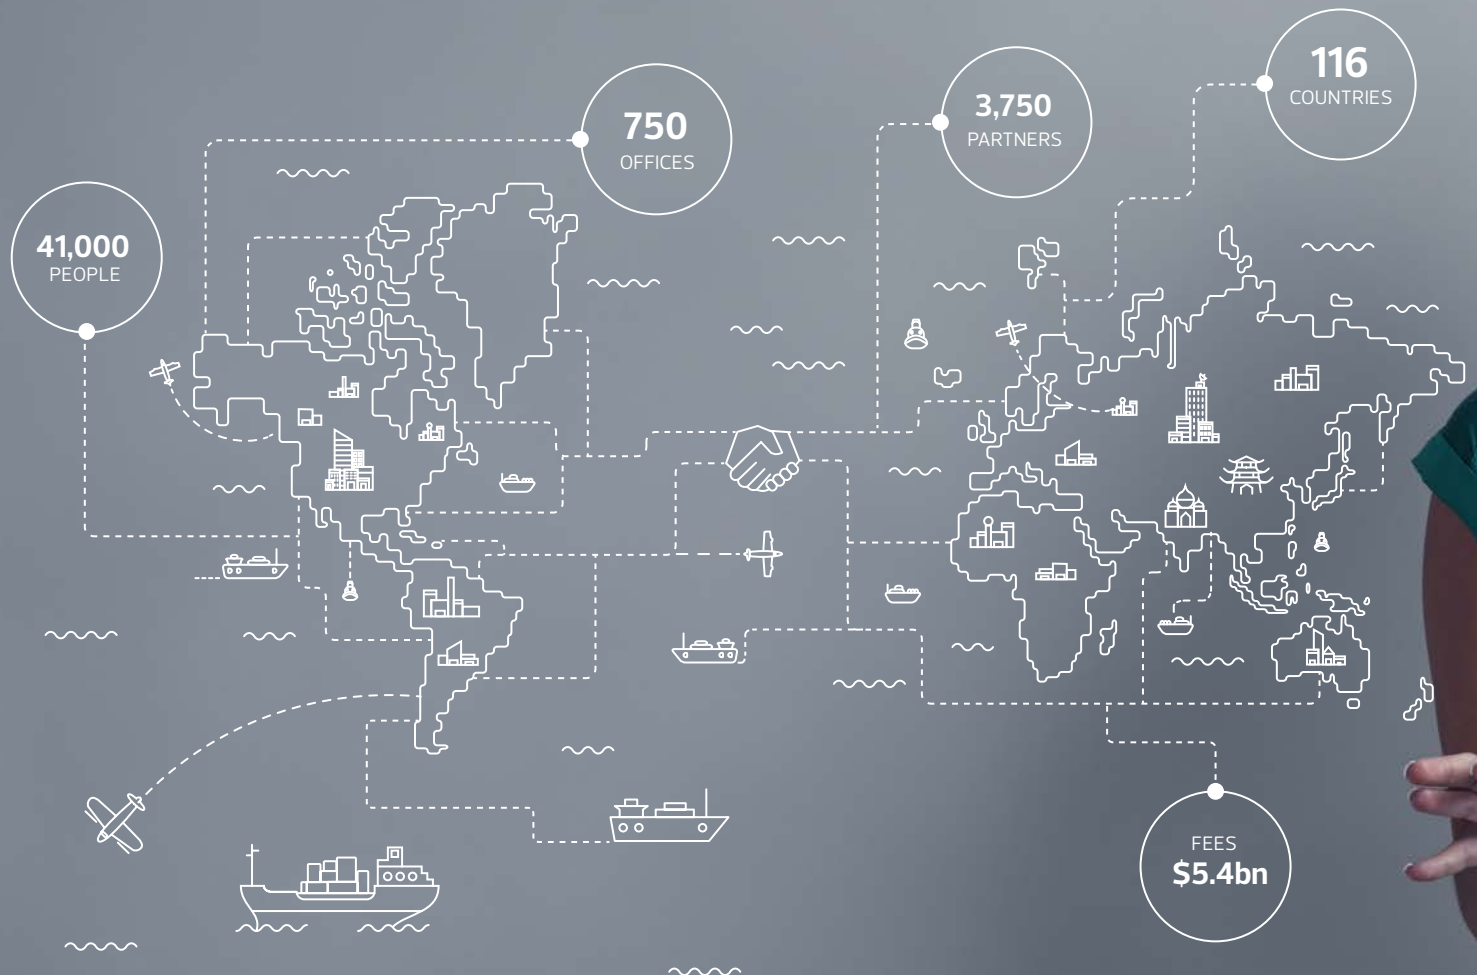 116
COUNTRIES
3,750
PARTNERS
750
OFFICES
41,000
PEOPLE
FEES
$5.4bn